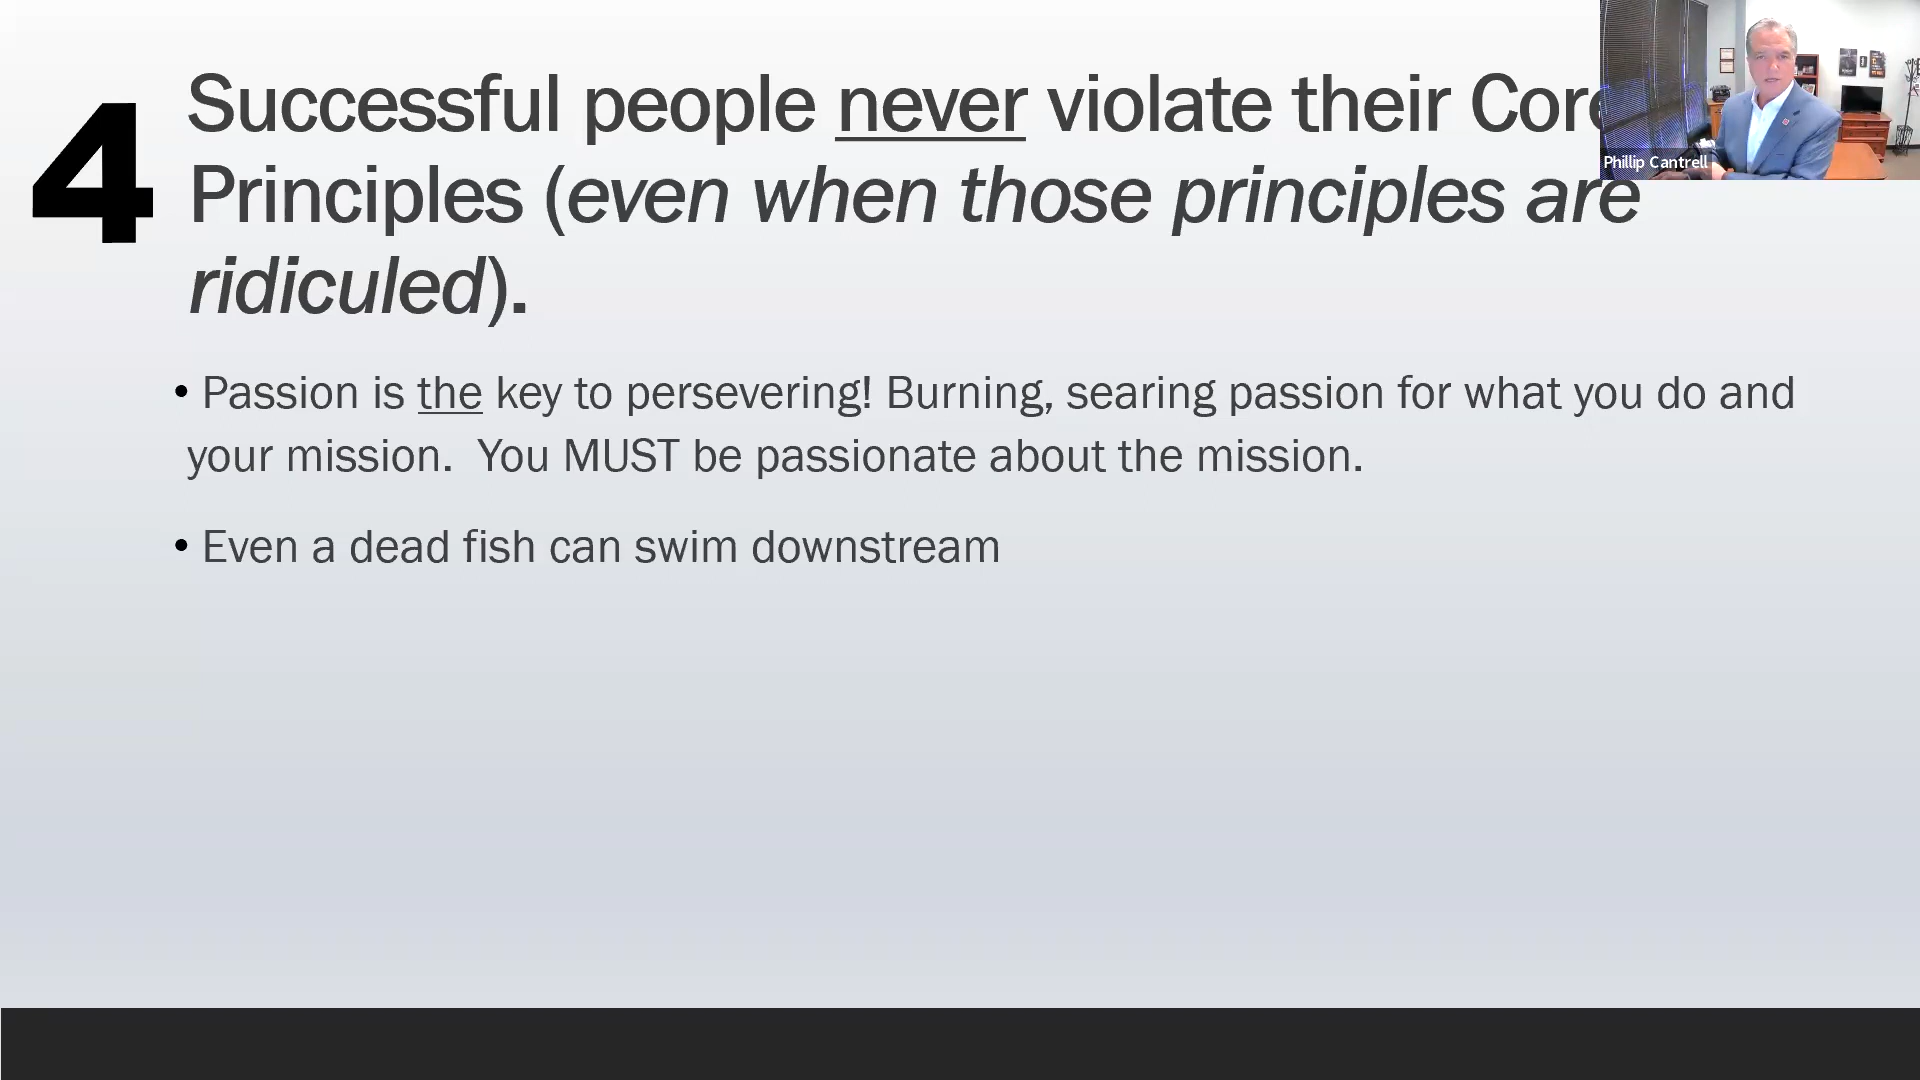 4
Successful people never violate their Core
Principles (even when those principles are
ridiculed).
• Passion is the key to persevering! Burning, searing passion for what you do and
your mission.  You MUST be passionate about the mission.
• Even a dead fish can swim downstream
Phillip Cantrell